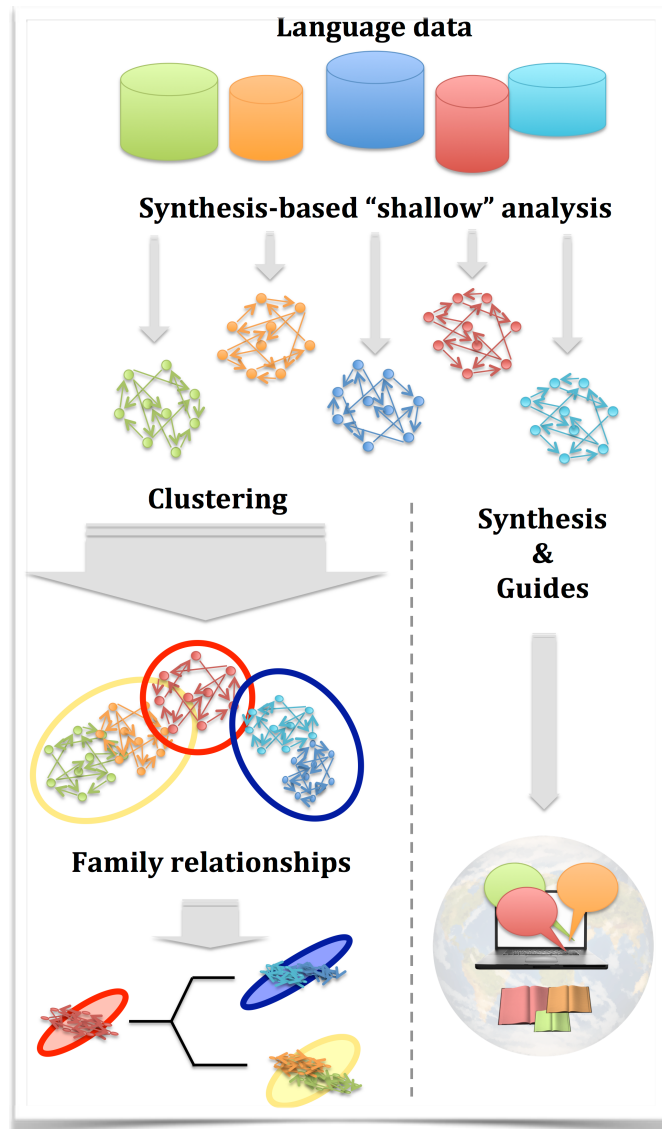 Language data
Synthesis-based “shallow” analysis
Clustering
Synthesis
&
Guides
Family relationships